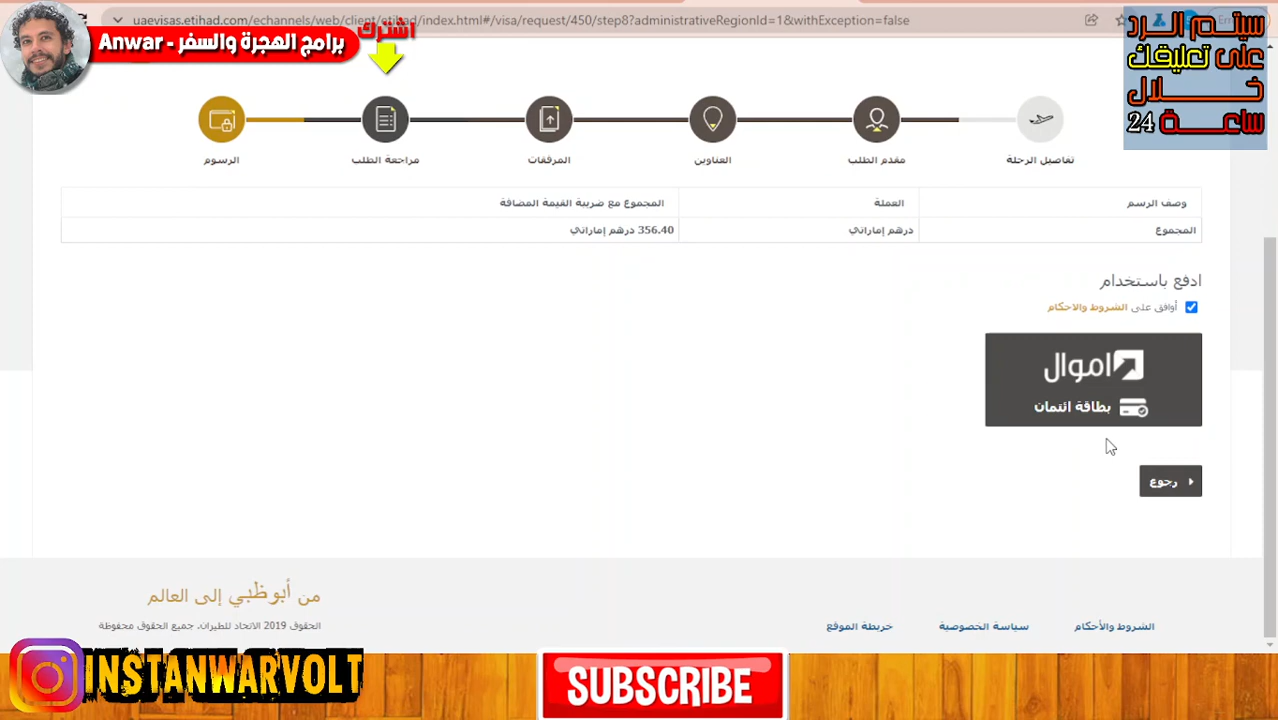 uaevisas.etihad.com/echannels/web/client/etihad/index.html#/visa/request/450/step8?administrativeRegionId=1&withException=false
برامج الهجرة والسفر - Anwar
اشترك
سيتم الرد
على تعليقك
خلال
24 ساعة
تفاصيل الرحلة
مقدم الطلب
العناوين
المرفقات
مراجعة الطلب
الرسوم
وصف الرسم العملة المجموع مع ضريبة القيمة المضافة
المجموع درهم إماراتي 356.40 درهم إماراتي
ادفع باستخدام
أوافق على الشروط والاحكام
اموال
بطاقة ائتمان
رجوع
من أبوظبي إلى العالم
الحقوق 2019 الاتحاد للطيران، جميع الحقوق محفوظة
الشروط والأحكام سياسة الخصوصية خريطة الموقع
INSTANWARVOLT
SUBSCRIBE